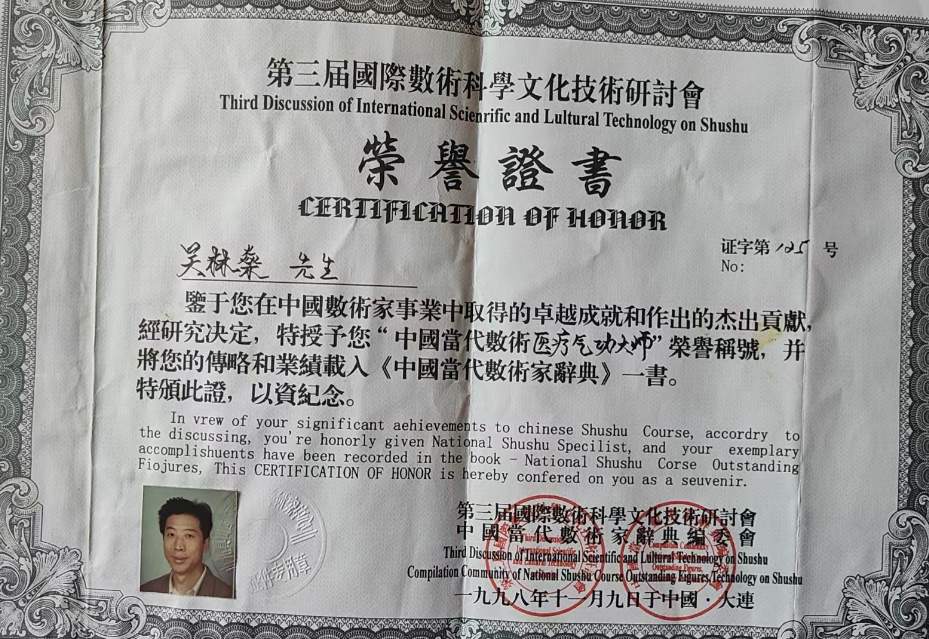 第三届國際數術科學文化技術研討會
Third Discussion of International Scienrific and Lultural Technology on Shushu
榮譽證書
CERTIFICATION OF HONOR
证字第125号
No:
吴林燊 先生
鑒于您在中國數術家事業中取得的卓越成就和作出的杰出貢獻，
經研究决定，特授予您“中國當代數術医疗气功大师”榮譽稱號，并
將您的傳略和業績載入《中國當代數術家辭典》一書。
特頒此證，以資紀念。
In vrew of your significant aehievements to chinese Shushu Course, accordry to
the discussing, you're honorly given National Shushu Specilist, and your exemplary
accomplishuents have been recorded in the book - National Shushu Corse Outstanding
Fiojures, This CERTIFICATION OF HONOR is hereby confered on you as a seuvenir.
第三届國際數術科學文化技術研討會
中國當代數術家辭典編委會
Third Discussion of International Scientific and Lultural Technology on Shushu
Compilation Community of National Shushu Course Outstanding Figures/Technology on Shushu
一九九八年十一月九日于中國·大連